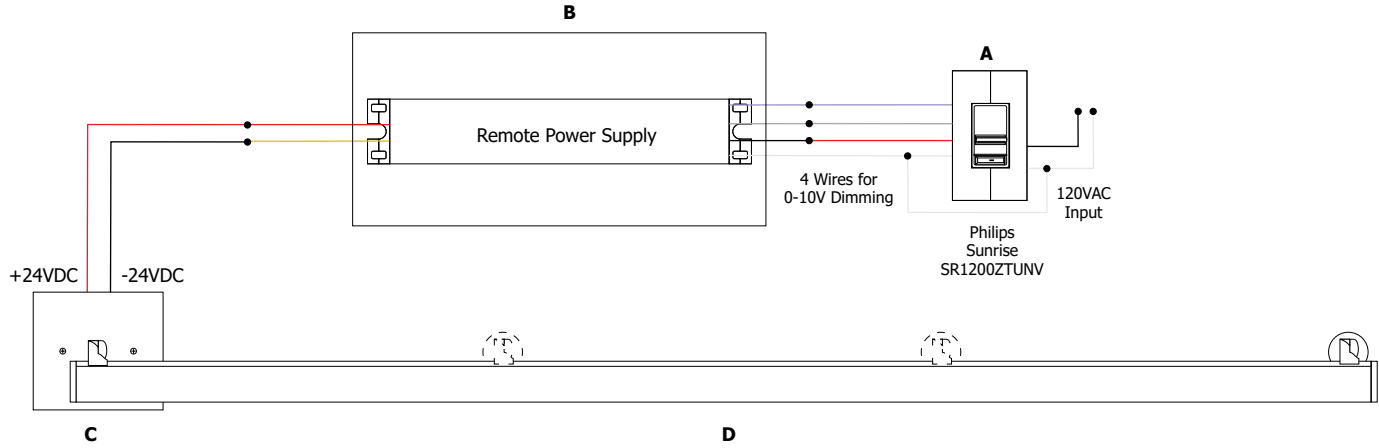 B
A
Remote Power Supply
4 Wires for
0-10V Dimming
120VAC
Input
Philips
Sunrise
SR1200ZTUNV
+24VDC
-24VDC
C
D